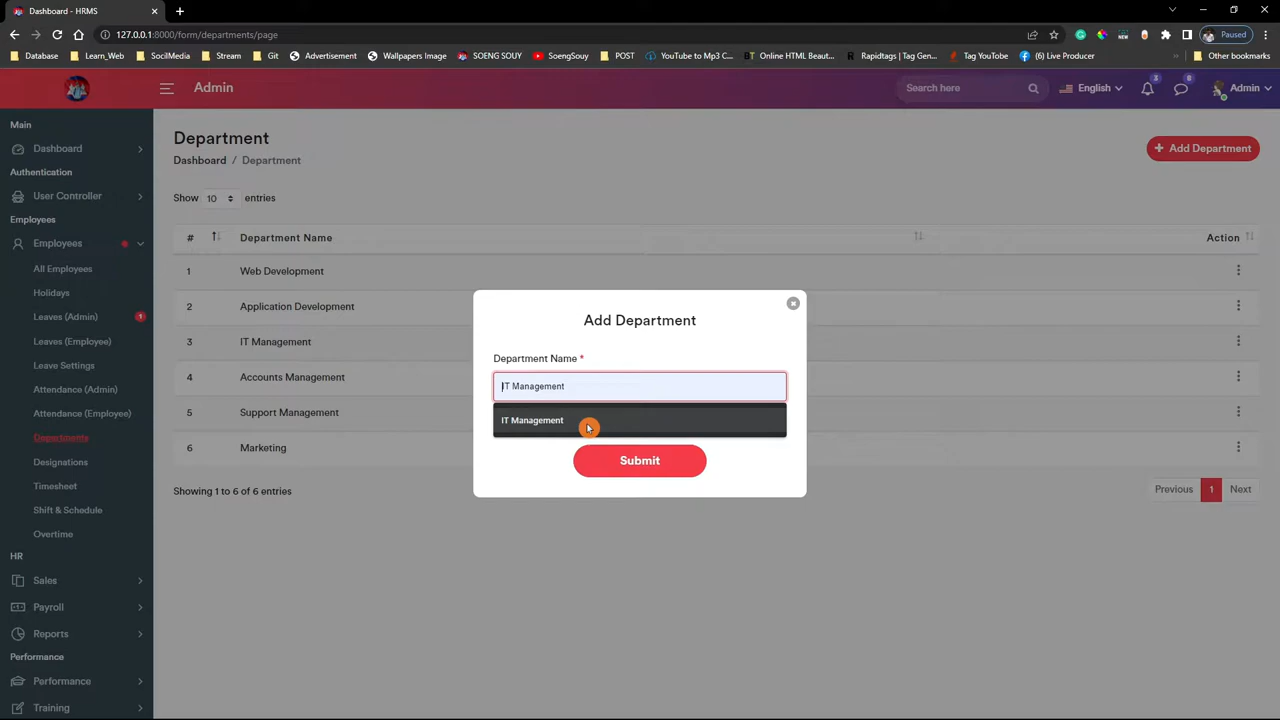 Dashboard - HRMS
127.0.0.1:8000/form/departments/page
Paused
Database Learn_Web SocilMedia Stream Git Advertisement Wallpapers Image SOENG SOUY SoengSouy POST YouTube to Mp3 C... Online HTML Beaut... Rapidtags | Tag Gen... Tag YouTube (6) Live Producer Other bookmarks
Admin
Search here
English
3
8
Admin
Main
Dashboard
Authentication
User Controller
Employees
Employees
All Employees
Holidays
Leaves (Admin) 1
Leaves (Employee)
Leave Settings
Attendance (Admin)
Attendance (Employee)
Departments
Designations
Timesheet
Shift & Schedule
Overtime
HR
Sales
Payroll
Reports
Performance
Performance
Training
Department
Dashboard / Department
+ Add Department
Show 10 entries
# Department Name Action
1 Web Development
2 Application Development
3 IT Management
4 Accounts Management
5 Support Management
6 Marketing
Showing 1 to 6 of 6 entries
Previous 1 Next
Add Department
Department Name *
IT Management
IT Management
Submit